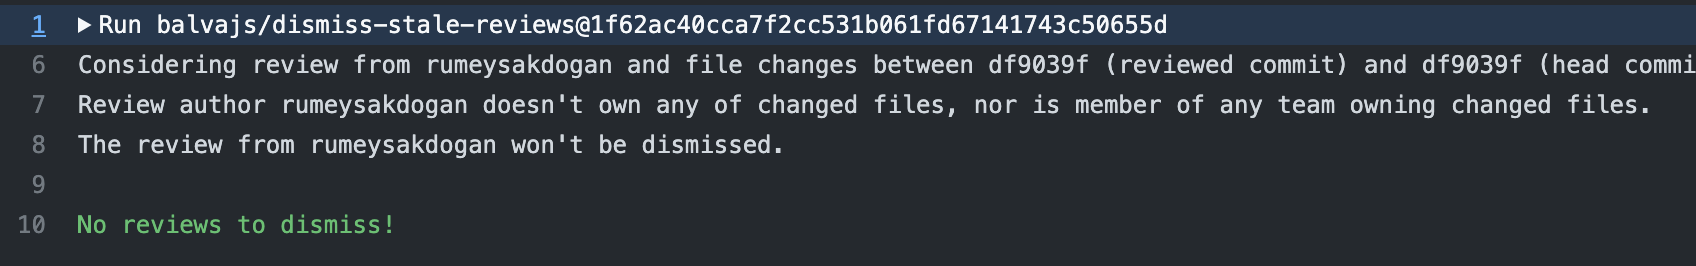 1 ▶ Run balvajs/dismiss-stale-reviews@1f62ac40cca7f2cc531b061fd67141743c50655d
6 Considering review from rumeysakdogan and file changes between df9039f (reviewed commit) and df9039f (head commi
7 Review author rumeysakdogan doesn't own any of changed files, nor is member of any team owning changed files.
8 The review from rumeysakdogan won't be dismissed.
9
10 No reviews to dismiss!